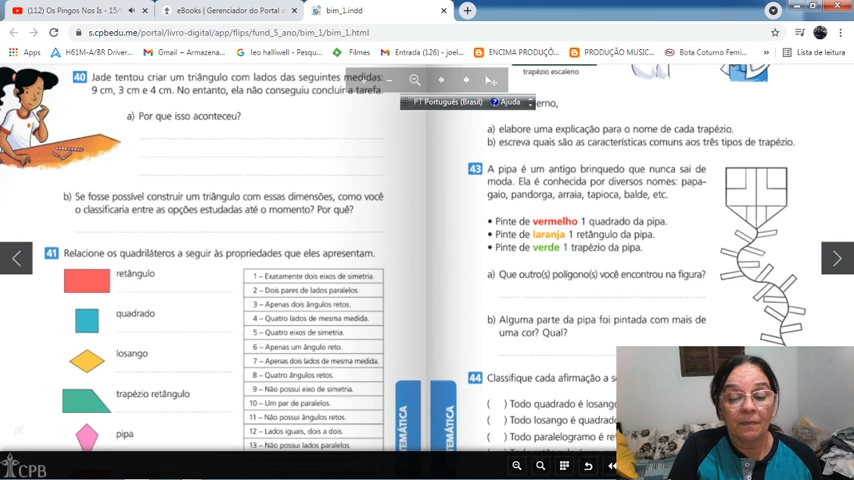 (112) Os Pingos Nos Is - 15/0
eBooks | Gerenciador do Portal c
bim_1.indd
s.cpbedu.me/portal/livro-digital/app/flips/fund_5_ano/bim_1/bim_1.html
Apps
H61M-A/BR Driver...
Gmail – Armazena...
leo halliwell - Pesqu...
Filmes
Entrada (126) - joel...
ENCIMA PRODUÇÕ...
PRODUÇÃO MUSIC...
Bota Coturno Femi...
Lista de leitura
40 Jade tentou criar um triângulo com lados das seguintes medidas:
9 cm, 3 cm e 4 cm. No entanto, ela não conseguiu concluir a tarefa.
a) Por que isso aconteceu?
b) Se fosse possível construir um triângulo com essas dimensões, como você
o classificaria entre as opções estudadas até o momento? Por quê?
41 Relacione os quadriláteros a seguir às propriedades que eles apresentam.
retângulo
quadrado
losango
trapézio retângulo
pipa
1 – Exatamente dois eixos de simetria.
2 – Dois pares de lados paralelos.
3 – Apenas dois ângulos retos.
4 – Quatro lados de mesma medida.
5 – Quatro eixos de simetria.
6 – Apenas um ângulo reto.
7 – Apenas dois lados de mesma medida.
8 – Quatro ângulos retos.
9 – Não possui eixo de simetria.
10 – Um par de paralelos.
11 – Não possui ângulos retos.
12 – Lados iguais, dois a dois.
13 – Não possui lados paralelos.
TEMÁTICA
CPB
PT Português (Brasil) Ajuda
trapézio escaleno
erno,
a) elabore uma explicação para o nome de cada trapézio.
b) escreva quais são as características comuns aos três tipos de trapézio.
43 A pipa é um antigo brinquedo que nunca sai de
moda. Ela é conhecida por diversos nomes: papa-
gaio, pandorga, arraia, tapioca, balde, etc.
• Pinte de vermelho 1 quadrado da pipa.
• Pinte de laranja 1 retângulo da pipa.
• Pinte de verde 1 trapézio da pipa.
a) Que outro(s) polígono(s) você encontrou na figura?
b) Alguma parte da pipa foi pintada com mais de
uma cor? Qual?
44 Classifique cada afirmação a s
( ) Todo quadrado é losang
( ) Todo losango é quadra
( ) Todo paralelogramo é re
MATEMÁTICA